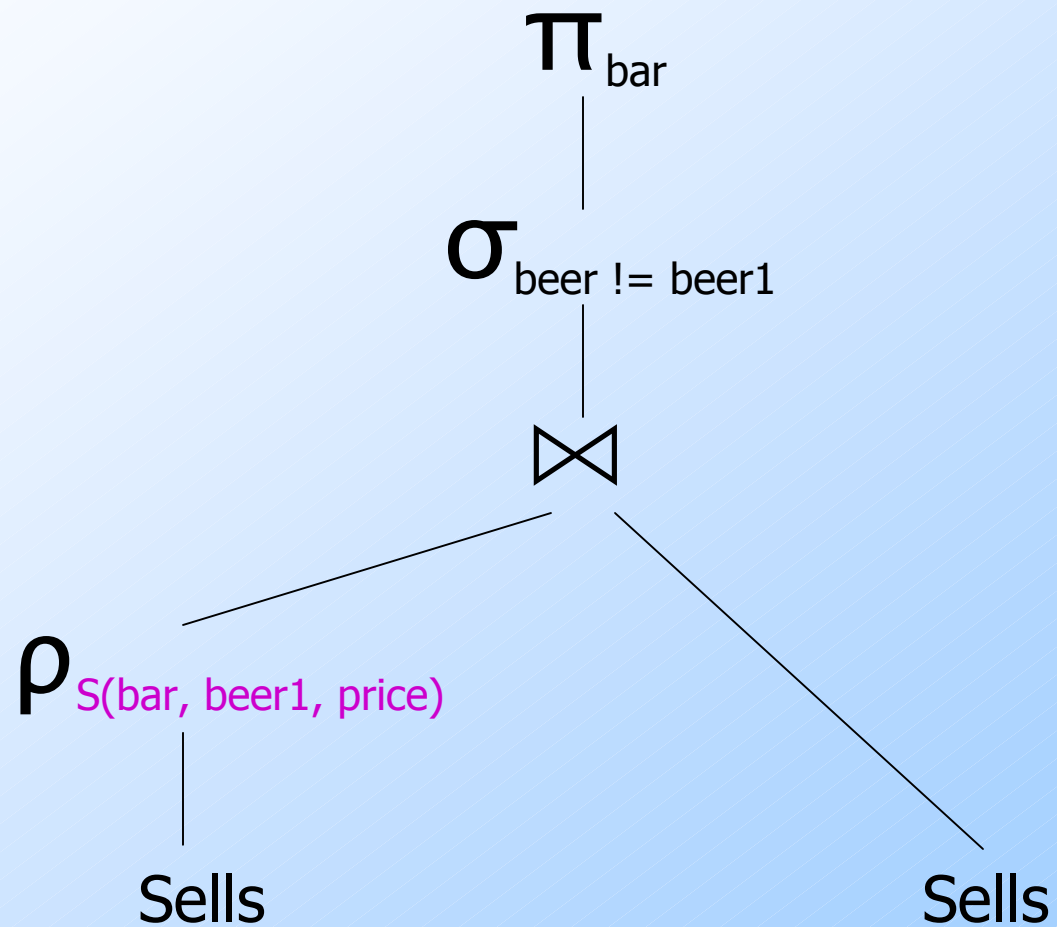 π bar
σ beer != beer1
⋈
ρ S(bar, beer1, price)
Sells Sells